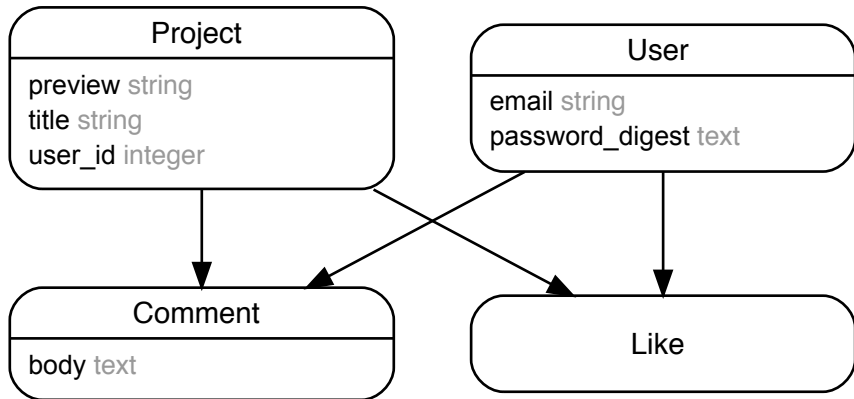 Project
preview string
title string
user_id integer
User
email string
password_digest text
Comment
body text
Like